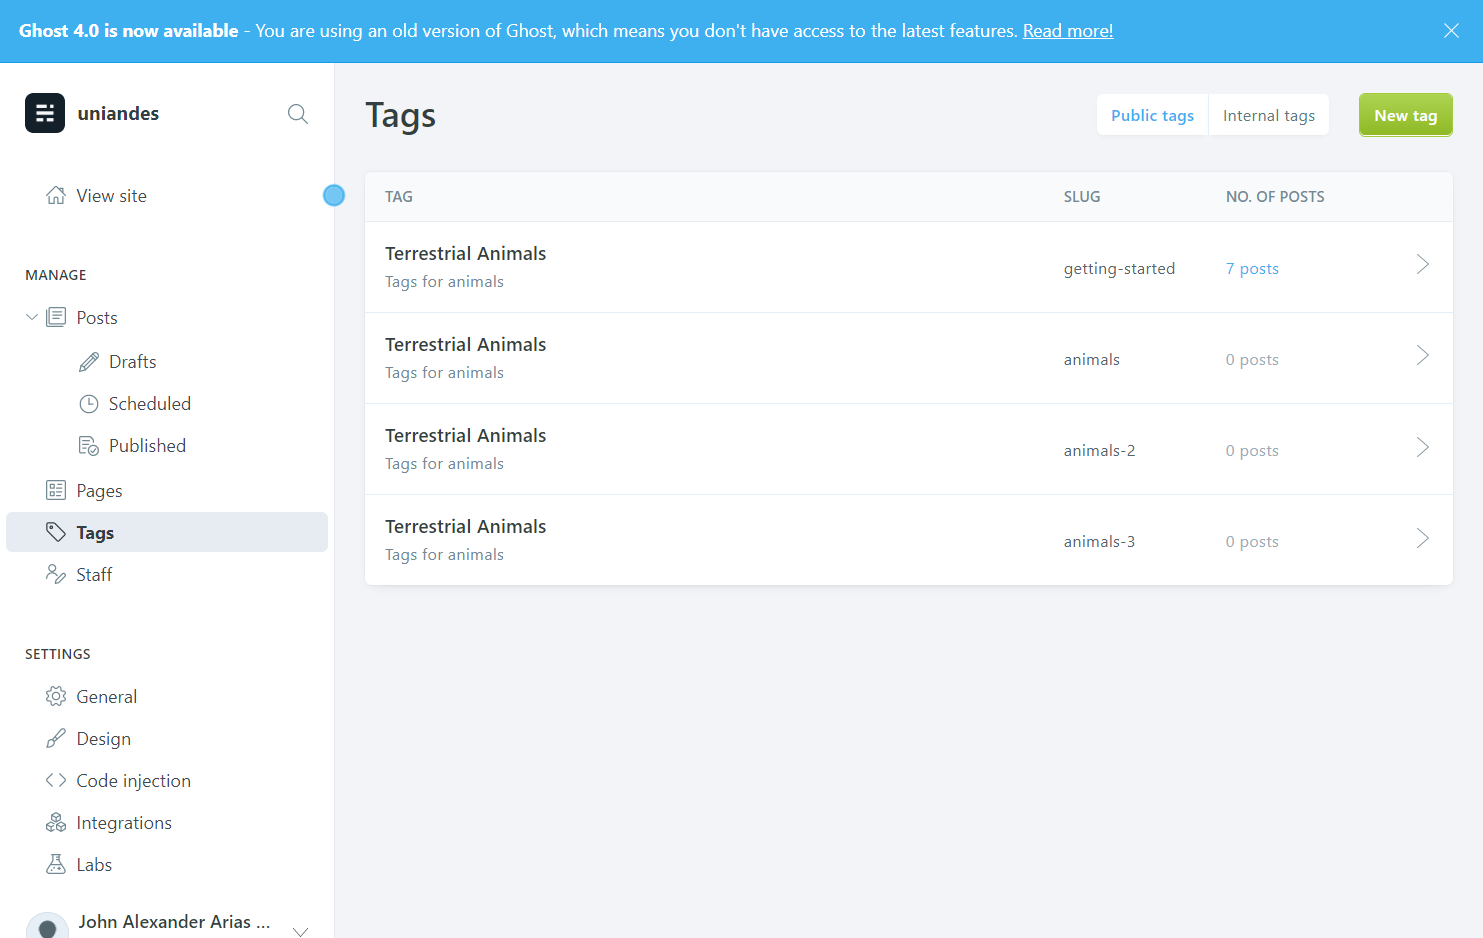 Ghost 4.0 is now available - You are using an old version of Ghost, which means you don't have access to the latest features. Read more!
uniandes
View site
MANAGE
Posts
Drafts
Scheduled
Published
Pages
Tags
Staff
SETTINGS
General
Design
Code injection
Integrations
Labs
John Alexander Arias ...
Tags
Public tags Internal tags New tag
TAG SLUG NO. OF POSTS
Terrestrial Animals
Tags for animals
getting-started 7 posts
Terrestrial Animals
Tags for animals
animals 0 posts
Terrestrial Animals
Tags for animals
animals-2 0 posts
Terrestrial Animals
Tags for animals
animals-3 0 posts